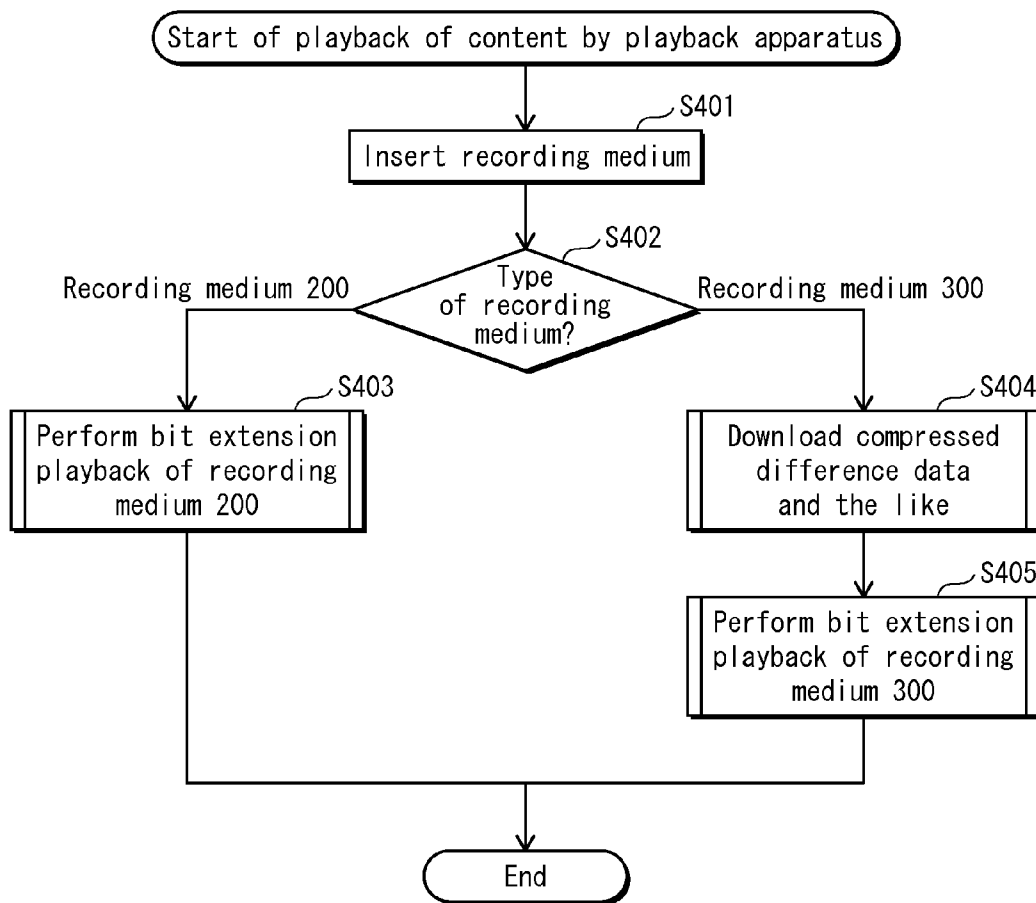 Start of playback of content by playback apparatus
S401
Insert recording medium
S402
Type
of recording
medium?
Recording medium 200
Recording medium 300
S403
Perform bit extension
playback of recording
medium 200
S404
Download compressed
difference data
and the like
S405
Perform bit extension
playback of recording
medium 300
End